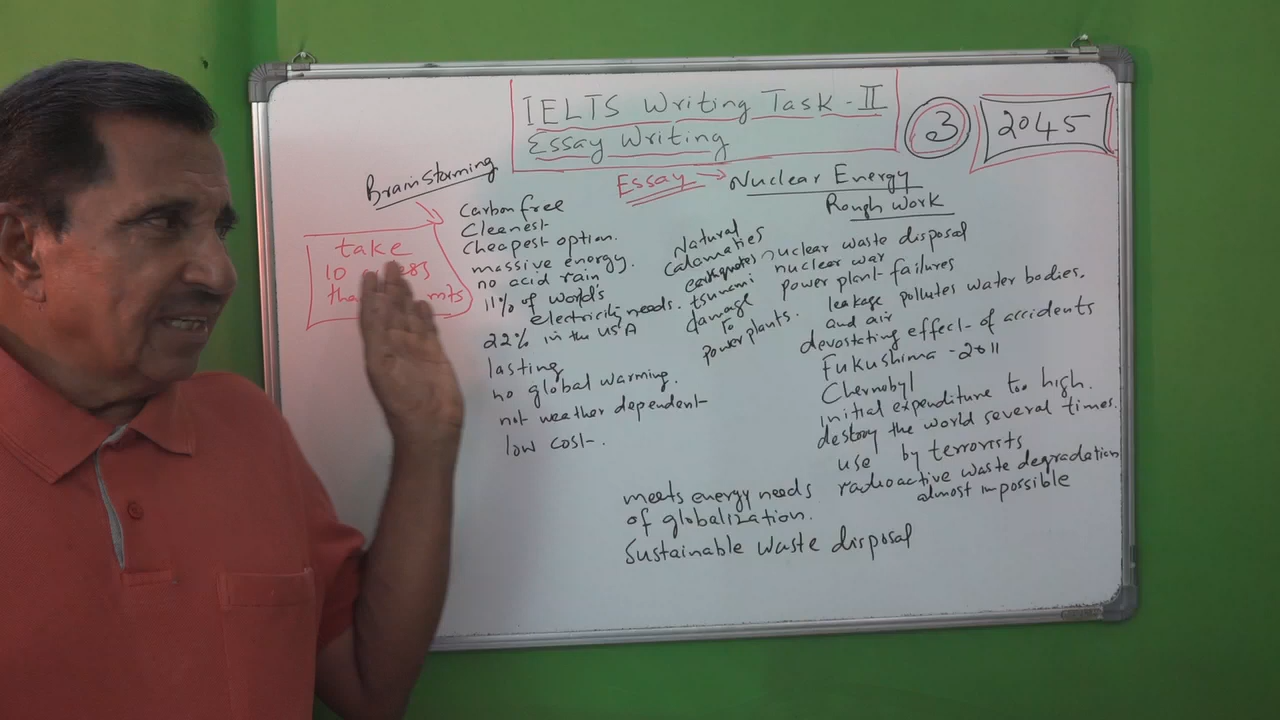 IELTS Writing Task - II
Essay Writing
3
2045
Brainstorming
Essay → Nuclear Energy
Rough Work
take
10
mts
Carbon free
Cleanest
Cheapest option.
massive energy.
no acid rain
11% of world's
electricity needs.
22% in the USA
lasting
no global warming.
not weather dependent
low cost.
Natural
calamaties
earthquotes
tsunami
damage
to
power plants.
nuclear waste disposal
nuclear war
power plant failures
leakage pollutes water bodies.
and air
devostating effect of accidents
Fukushima - 2011
Chernobyl
initial expenditure too high.
destroy the world several times.
use by terrorists
radioactive waste degradation
almost impossible
meets energy needs
of globalization.
Sustainable waste disposal